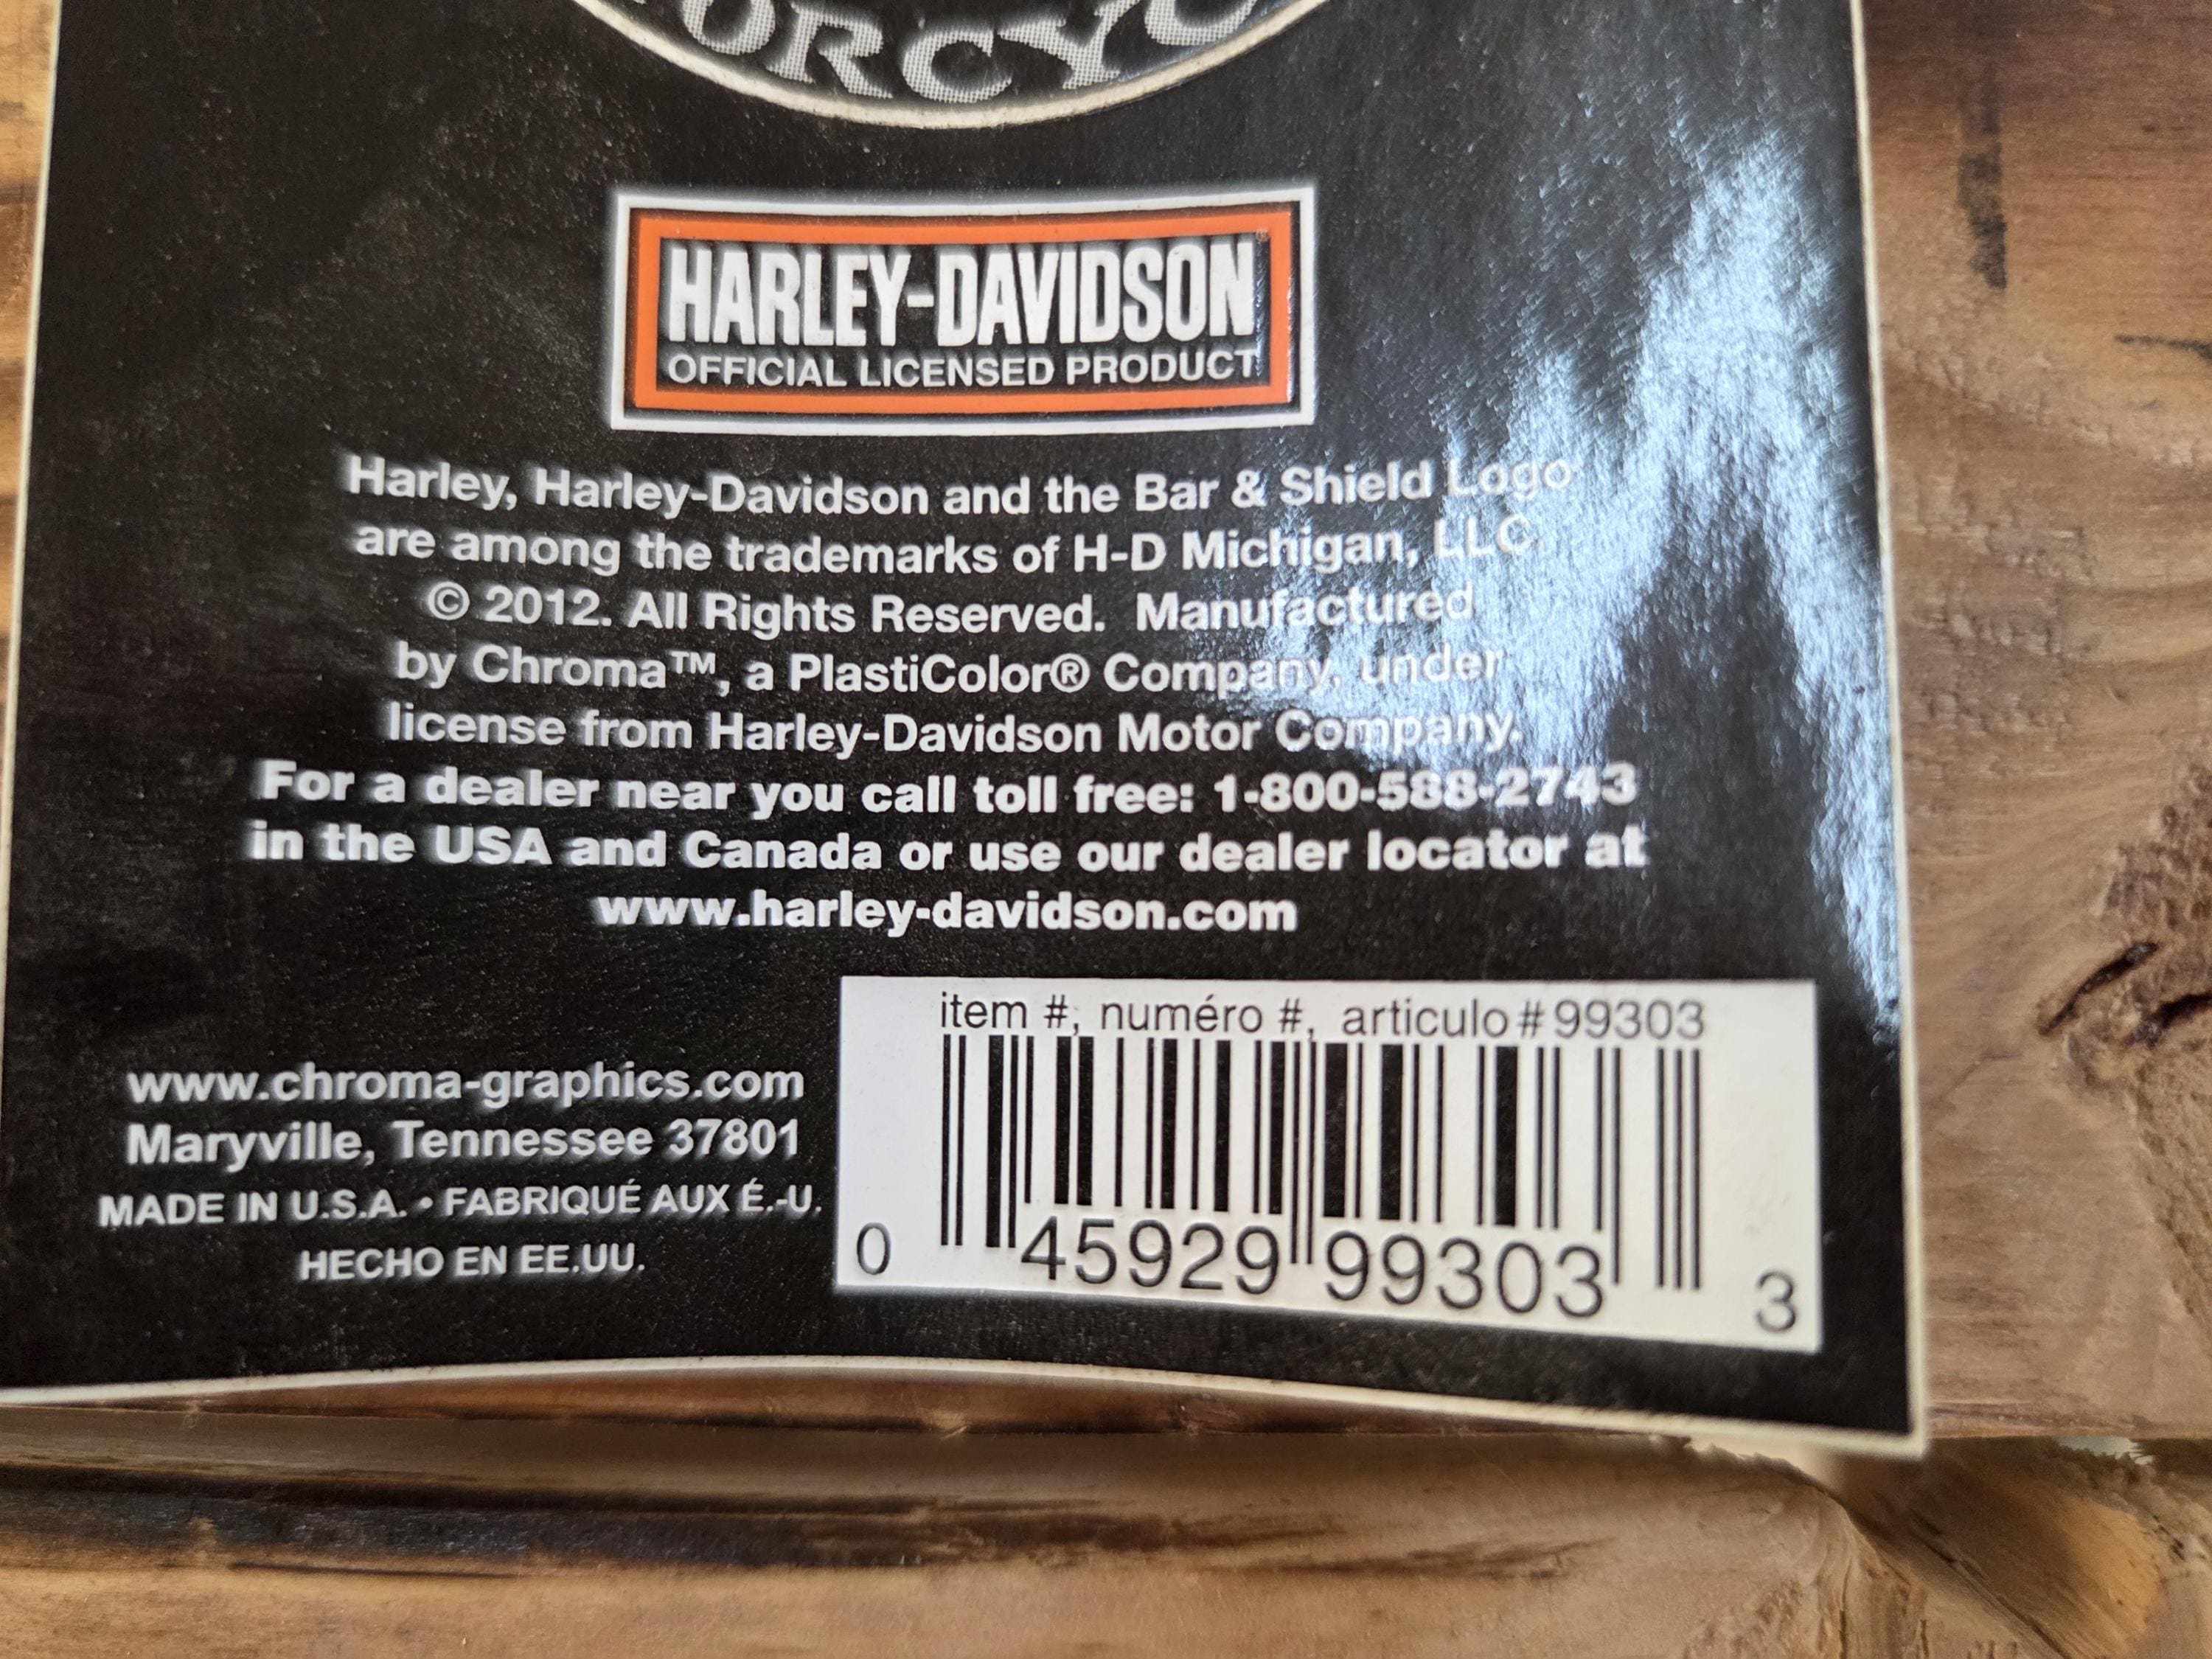 HARLEY-DAVIDSON®
OFFICIAL LICENSED PRODUCT
Harley, Harley-Davidson and the Bar & Shield Logo
are among the trademarks of H-D Michigan, LLC.
© 2012. All Rights Reserved. Manufactured
by Chroma™, a PlastiColor® Company, under
license from Harley-Davidson Motor Company.
For a dealer near you call toll free: 1-800-588-2743
in the USA and Canada or use our dealer locator at
www.harley-davidson.com
www.chroma-graphics.com
Maryville, Tennessee 37801
MADE IN U.S.A. • FABRIQUÉ AUX É.-U.
HECHO EN EE.UU.
item #, numéro #, articulo # 99303
0 45929 99303 3